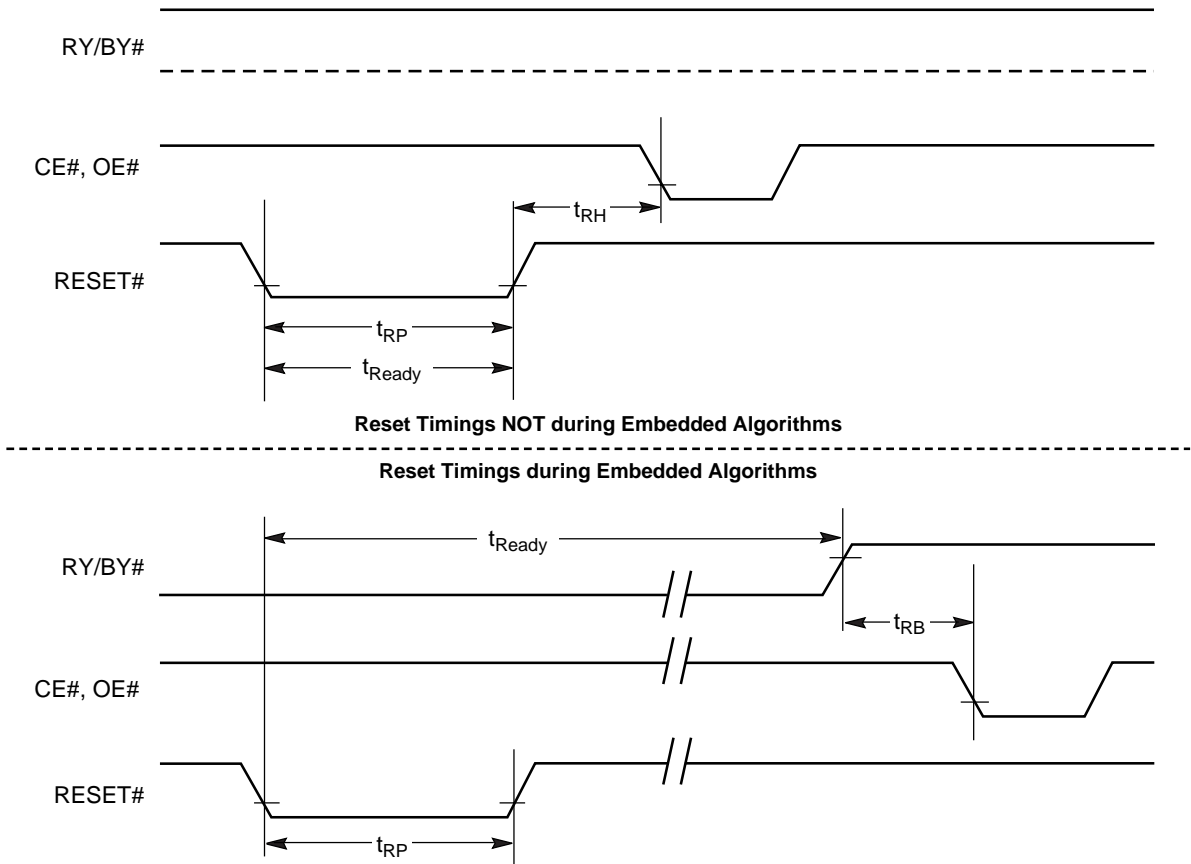 RY/BY#
CE#, OE#
tRH
RESET#
tRP
tReady
Reset Timings NOT during Embedded Algorithms
Reset Timings during Embedded Algorithms
tReady
RY/BY#
tRB
CE#, OE#
RESET#
tRP